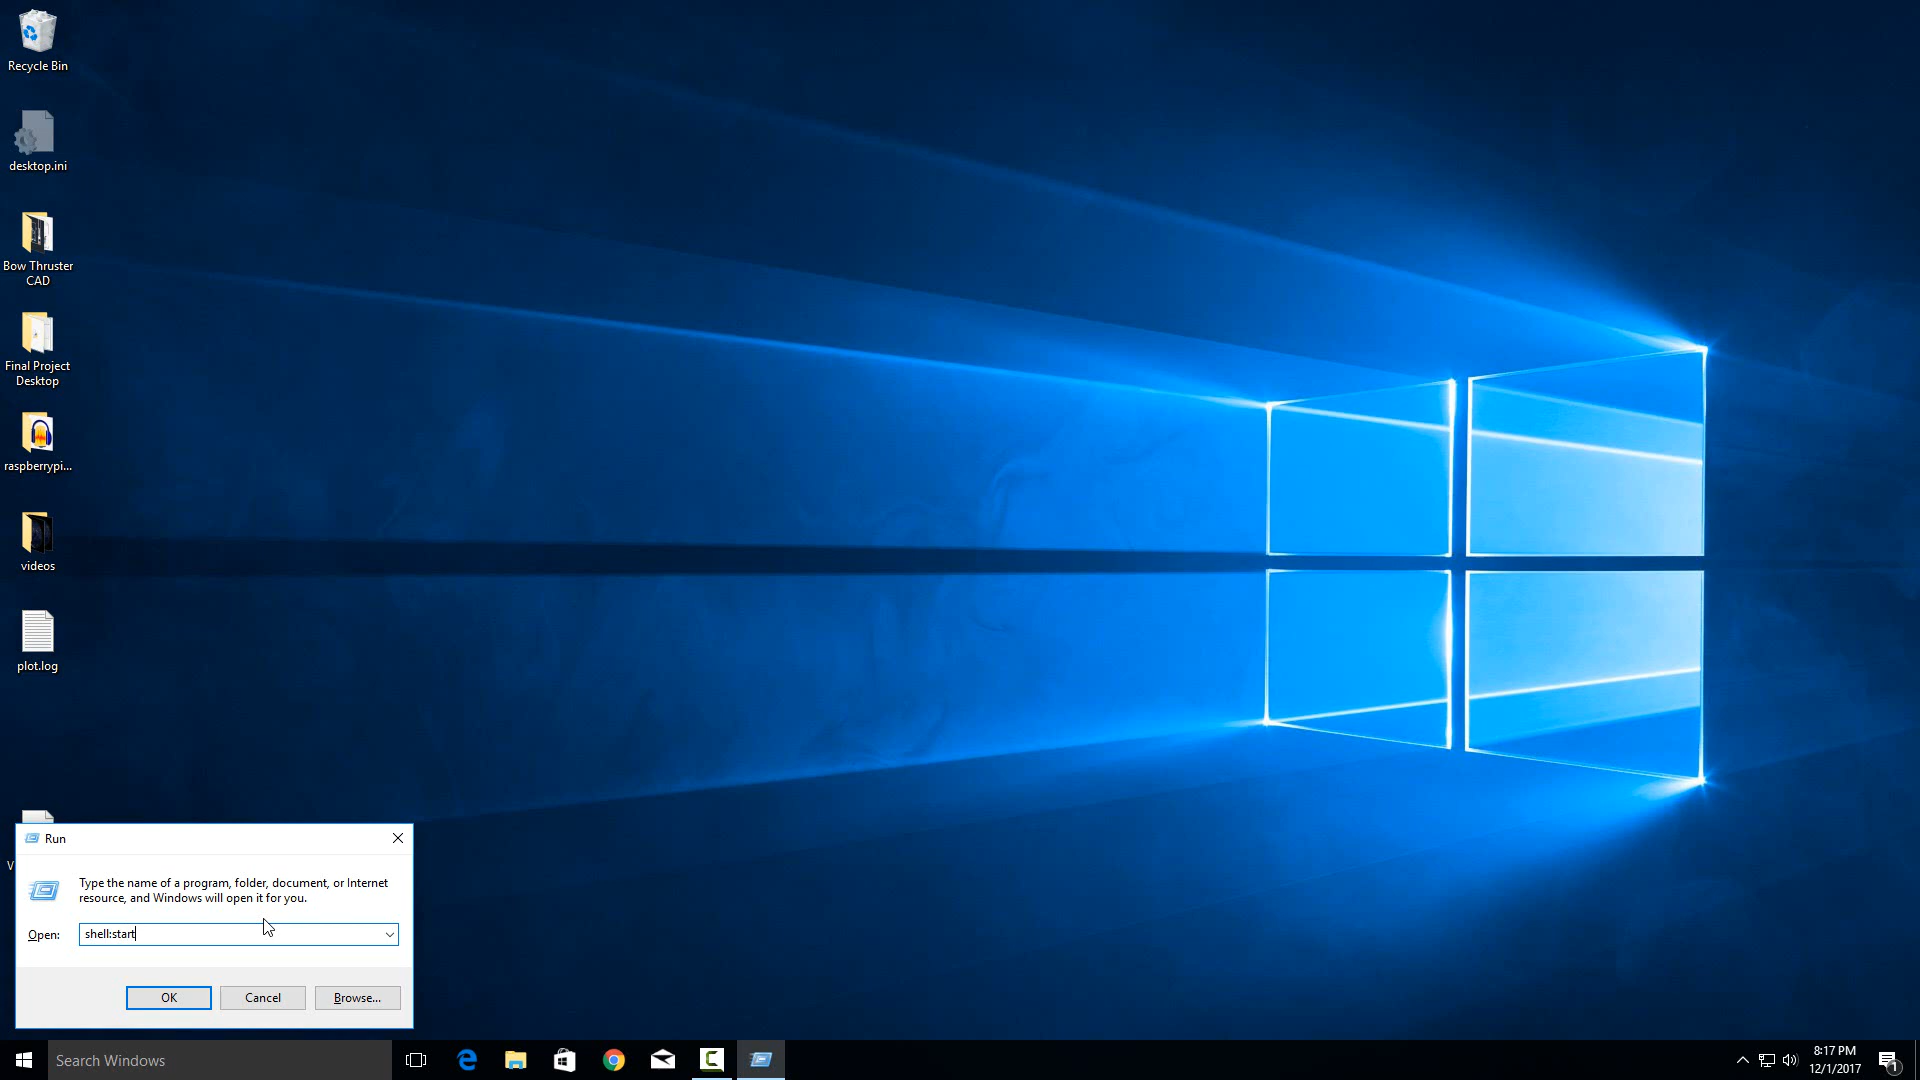 Recycle Bin
desktop.ini
Bow Thruster
CAD
Final Project
Desktop
raspberrypi...
videos
plot.log
V
Run
Type the name of a program, folder, document, or Internet
resource, and Windows will open it for you.
Open:
shell:start
OK
Cancel
Browse...
Search Windows
8:17 PM
12/1/2017
1